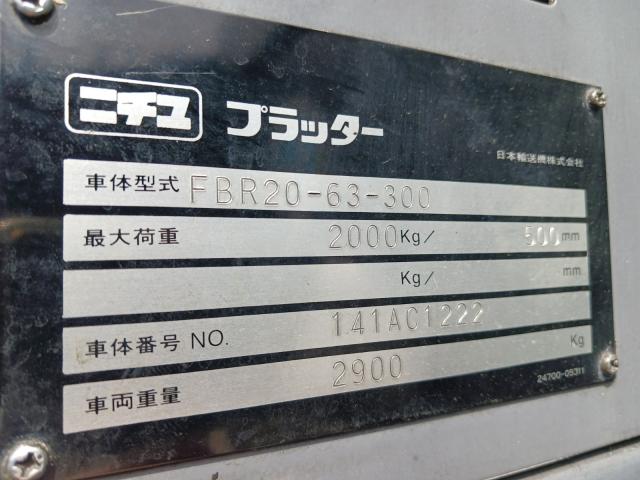 ニチユ プラッター
日本輸送機株式会社
車体型式 FBR20-63-300
最大荷重 2000Kg/ 500mm
Kg/ mm
車体番号 NO. 141AC1222
車両重量 2900 Kg
24700-05311